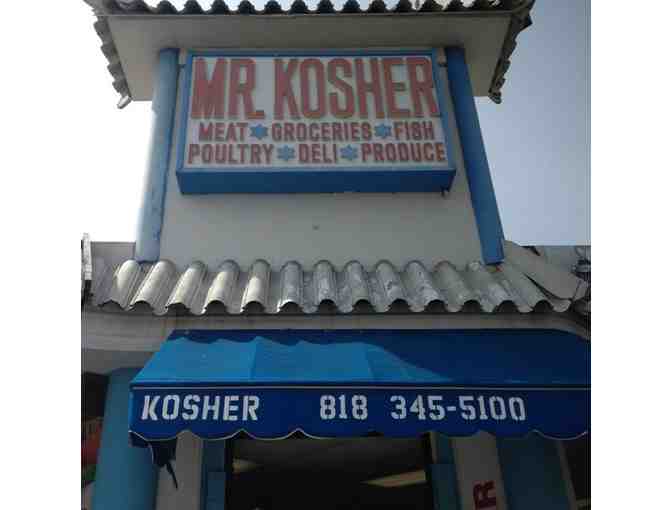 MR. KOSHER
MEAT ✶ GROCERIES ✶ FISH
POULTRY ✶ DELI ✶ PRODUCE
KOSHER 818 345-5100
R